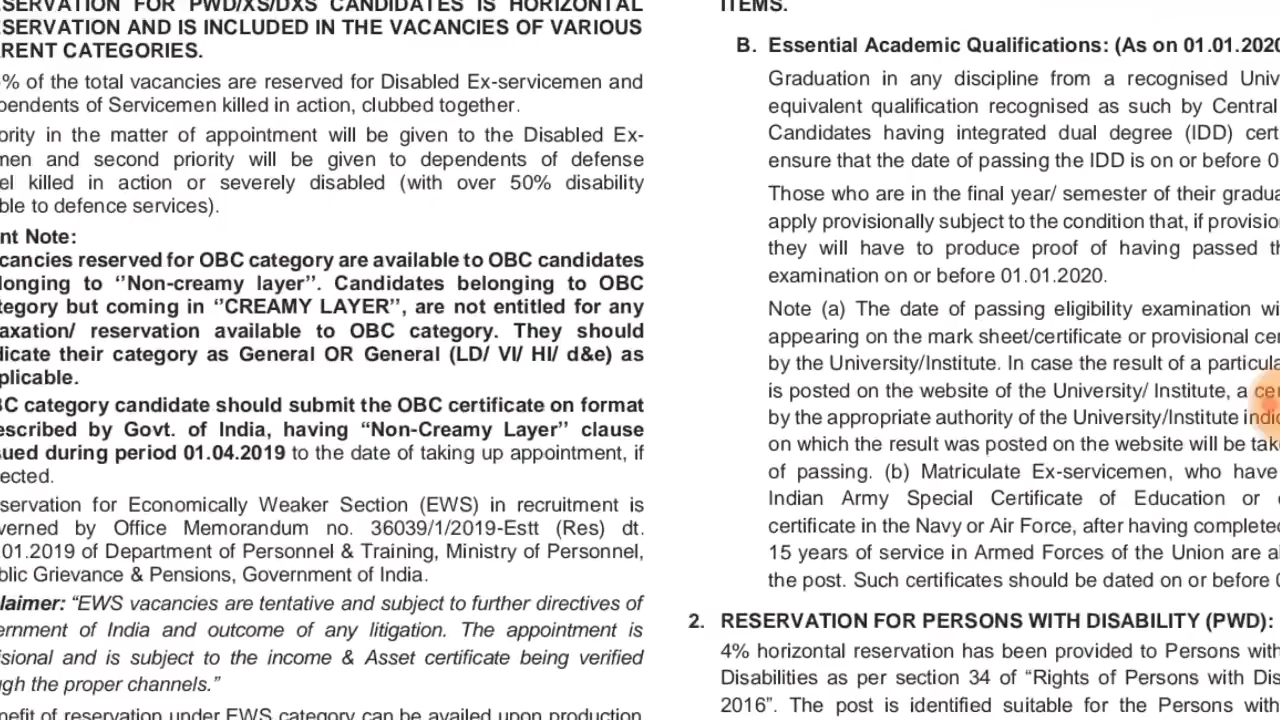 RESERVATION FOR PWD/XS/DXS CANDIDATES IS HORIZONTAL
RESERVATION AND IS INCLUDED IN THE VACANCIES OF VARIOUS
PARENT CATEGORIES.
% of the total vacancies are reserved for Disabled Ex-servicemen and
pendents of Servicemen killed in action, clubbed together.
ority in the matter of appointment will be given to the Disabled Ex-
men and second priority will be given to dependents of defense
el killed in action or severely disabled (with over 50% disability
ble to defence services).
nt Note:
cancies reserved for OBC category are available to OBC candidates
longing to ‘’Non-creamy layer’’. Candidates belonging to OBC
tegory but coming in ‘’CREAMY LAYER’’, are not entitled for any
axation/ reservation available to OBC category. They should
dicate their category as General OR General (LD/ VI/ HI/ d&e) as
plicable.
BC category candidate should submit the OBC certificate on format
escribed by Govt. of India, having “Non-Creamy Layer’’ clause
sued during period 01.04.2019 to the date of taking up appointment, if
ected.
servation for Economically Weaker Section (EWS) in recruitment is
verned by Office Memorandum no. 36039/1/2019-Estt (Res) dt.
.01.2019 of Department of Personnel & Training, Ministry of Personnel,
blic Grievance & Pensions, Government of India.
laimer: “EWS vacancies are tentative and subject to further directives of
ernment of India and outcome of any litigation. The appointment is
isional and is subject to the income & Asset certificate being verified
ugh the proper channels.”
nefit of reservation under EWS category can be availed upon production
ITEMS.
B. Essential Academic Qualifications: (As on 01.01.2020
Graduation in any discipline from a recognised Univ
equivalent qualification recognised as such by Central
Candidates having integrated dual degree (IDD) cert
ensure that the date of passing the IDD is on or before 0
Those who are in the final year/ semester of their gradua
apply provisionally subject to the condition that, if provision
they will have to produce proof of having passed th
examination on or before 01.01.2020.
Note (a) The date of passing eligibility examination wi
appearing on the mark sheet/certificate or provisional cer
by the University/Institute. In case the result of a particula
is posted on the website of the University/ Institute, a cer
by the appropriate authority of the University/Institute indic
on which the result was posted on the website will be take
of passing. (b) Matriculate Ex-servicemen, who have
Indian Army Special Certificate of Education or
certificate in the Navy or Air Force, after having completed
15 years of service in Armed Forces of the Union are al
the post. Such certificates should be dated on or before 0
2. RESERVATION FOR PERSONS WITH DISABILITY (PWD):
4% horizontal reservation has been provided to Persons with
Disabilities as per section 34 of “Rights of Persons with Dis
2016”. The post is identified suitable for the Persons with